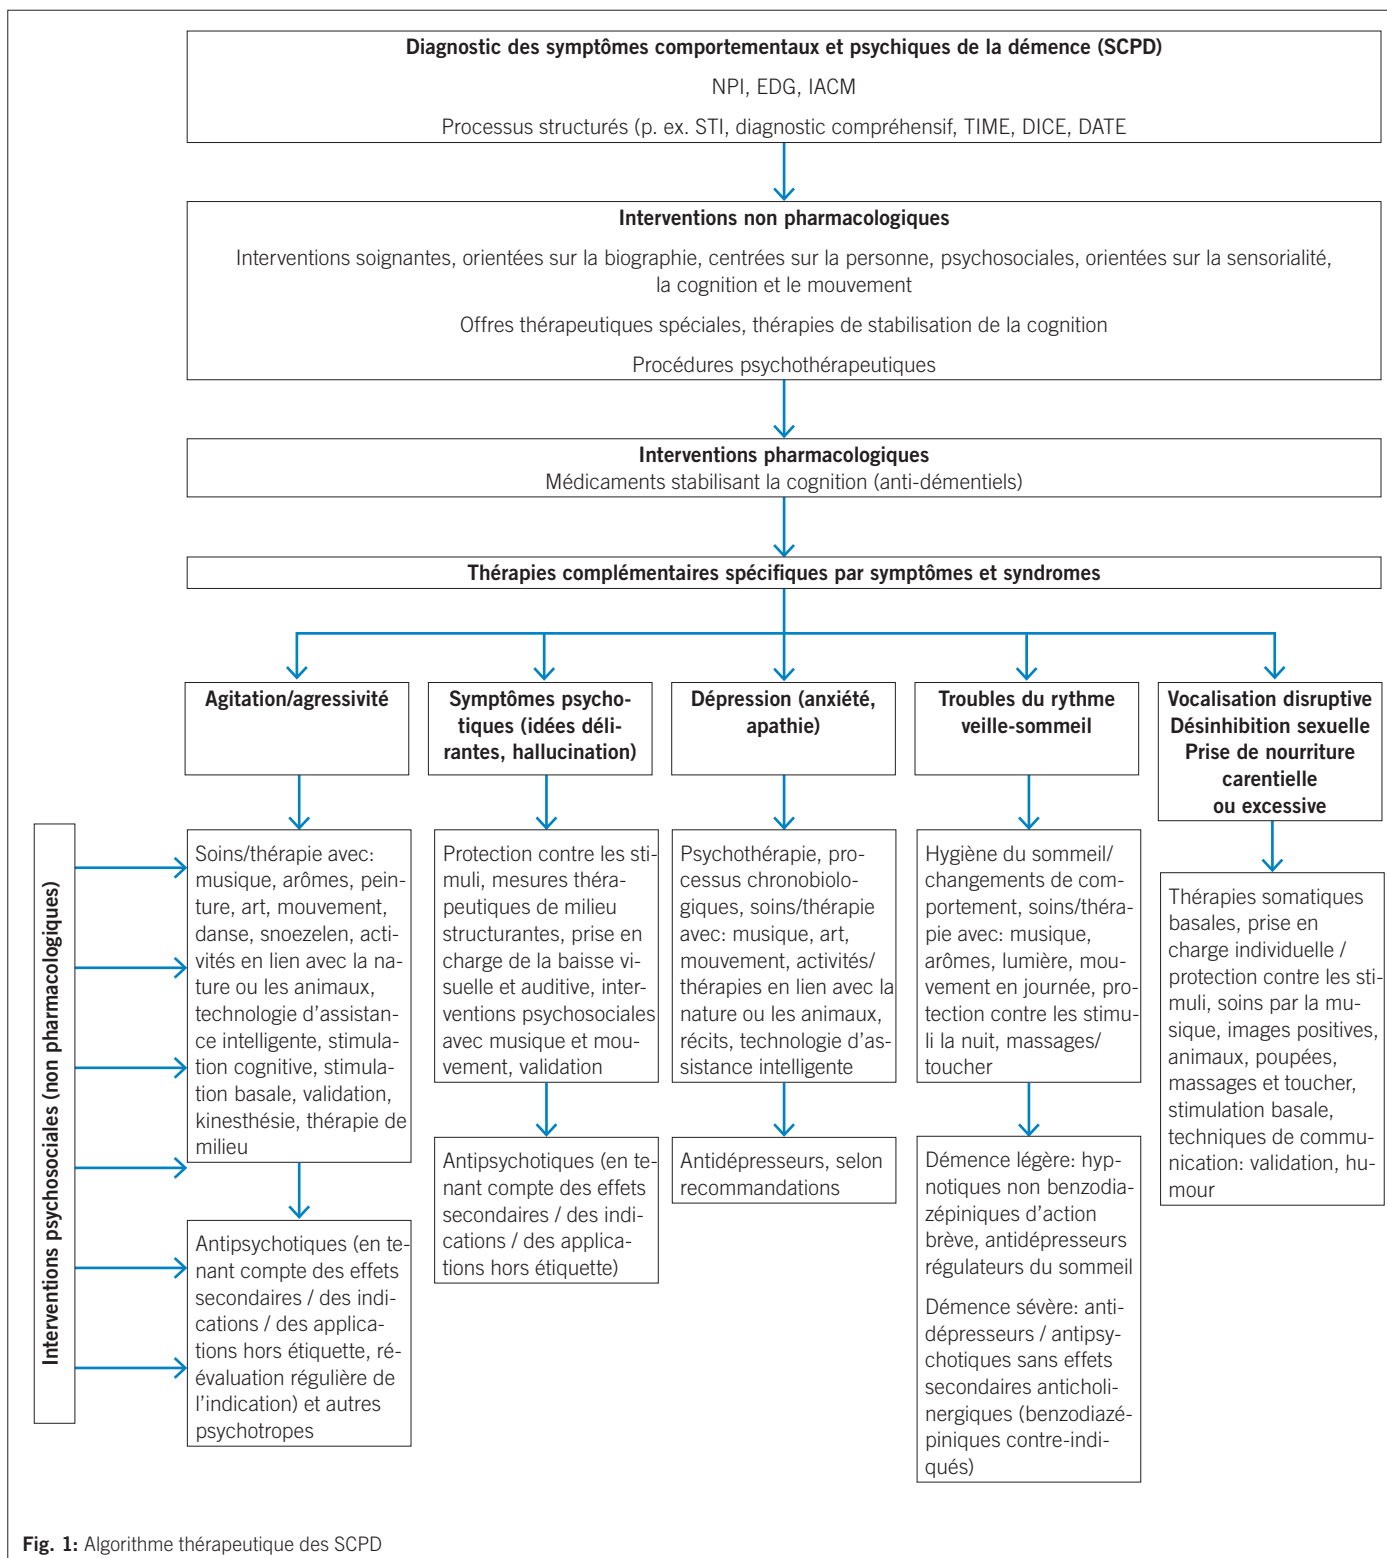 Diagnostic des symptômes comportementaux et psychiques de la démence (SCPD)
NPI, EDG, IACM
Processus structurés (p. ex. STI, diagnostic compréhensif, TIME, DICE, DATE
Interventions non pharmacologiques
Interventions soignantes, orientées sur la biographie, centrées sur la personne, psychosociales, orientées sur la sensorialité,
la cognition et le mouvement
Offres thérapeutiques spéciales, thérapies de stabilisation de la cognition
Procédures psychothérapeutiques
Interventions pharmacologiques
Médicaments stabilisant la cognition (anti-démentiels)
Thérapies complémentaires spécifiques par symptômes et syndromes
Agitation/agressivité
Symptômes psycho-
tiques (idées déli-
rantes, hallucination)
Dépression (anxiété,
apathie)
Troubles du rythme
veille-sommeil
Vocalisation disruptive
Désinhibition sexuelle
Prise de nourriture
carentielle
ou excessive
Interventions psychosociales (non pharmacologiques)
Soins/thérapie avec:
musique, arômes, pein-
ture, art, mouvement,
danse, snoezelen, acti-
vités en lien avec la na-
ture ou les animaux,
technologie d'assistan-
ce intelligente, stimula-
tion cognitive, stimula-
tion basale, validation,
kinesthésie, thérapie de
milieu
Protection contre les sti-
muli, mesures théra-
peutiques de milieu
structurantes, prise en
charge de la baisse vi-
suelle et auditive, inter-
ventions psychosociales
avec musique et mou-
vement, validation
Psychothérapie, pro-
cessus chronobiolo-
giques, soins/thérapie
avec: musique, art,
mouvement, activités/
thérapies en lien avec la
nature ou les animaux,
récits, technologie d'as-
sistance intelligente
Hygiène du sommeil/
changements de com-
portement, soins/théra-
pie avec: musique,
arômes, lumière, mou-
vement en journée, pro-
tection contre les stimu-
li la nuit, massages/
toucher
Thérapies somatiques
basales, prise en
charge individuelle /
protection contre les sti-
muli, soins par la mu-
sique, images positives,
animaux, poupées,
massages et toucher,
stimulation basale,
techniques de commu-
nication: validation, hu-
mour
Antipsychotiques (en te-
nant compte des effets
secondaires / des indi-
cations / des applica-
tions hors étiquette, ré-
évaluation régulière de
l'indication) et autres
psychotropes
Antipsychotiques (en te-
nant compte des effets
secondaires / des indi-
cations / des applica-
tions hors étiquette)
Antidépresseurs, selon
recommandations
Démence légère: hyp-
notiques non benzodia-
zépiniques d'action
brève, antidépresseurs
régulateurs du sommeil
Démence sévère: anti-
dépresseurs / antipsy-
chotiques sans effets
secondaires anticholi-
nergiques (benzodiazé-
piniques contre-indi-
qués)
Fig. 1: Algorithme thérapeutique des SCPD